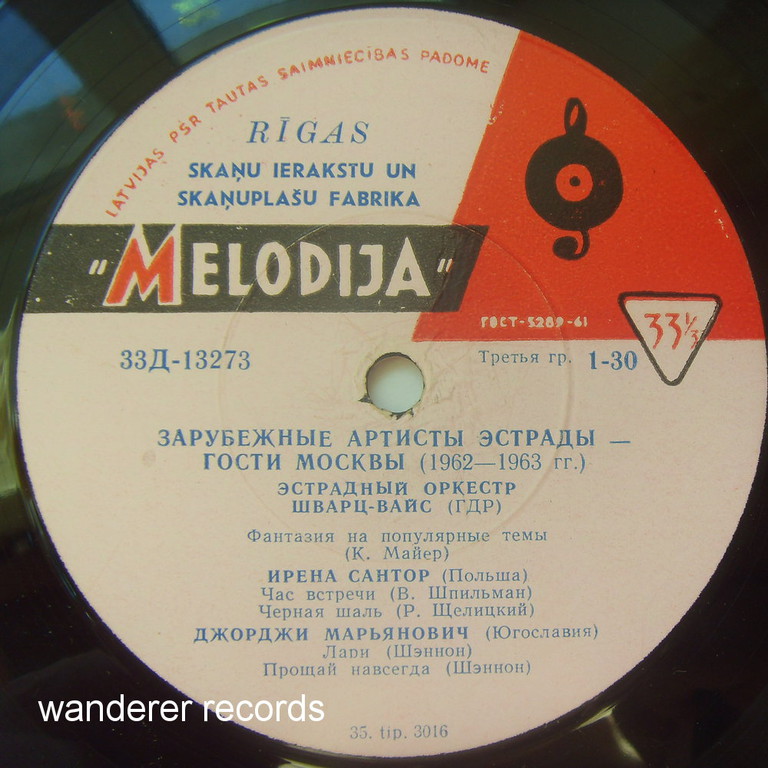 LATVIJAS PSR TAUTAS SAIMNIECĪBAS PADOME
RĪGAS
SKAŅU IERAKSTU UN
SKAŅUPLAŠU FABRIKA
"MELODIJA"
ГОСТ-5289-61
33⅓
33Д-13273
Третья гр. 1-30
ЗАРУБЕЖНЫЕ АРТИСТЫ ЭСТРАДЫ —
ГОСТИ МОСКВЫ (1962—1963 гг.)
ЭСТРАДНЫЙ ОРКЕСТР
ШВАРЦ-ВАЙС (ГДР)
Фантазия на популярные темы
(К. Майер)
ИРЕНА САНТОР (Польша)
Час встречи (В. Шпильман)
Черная шаль (Р. Щелицкий)
ДЖОРДЖИ МАРЬЯНОВИЧ (Югославия)
Лари (Шэннон)
Прощай навсегда (Шэннон)
wanderer records
35. tip. 3016